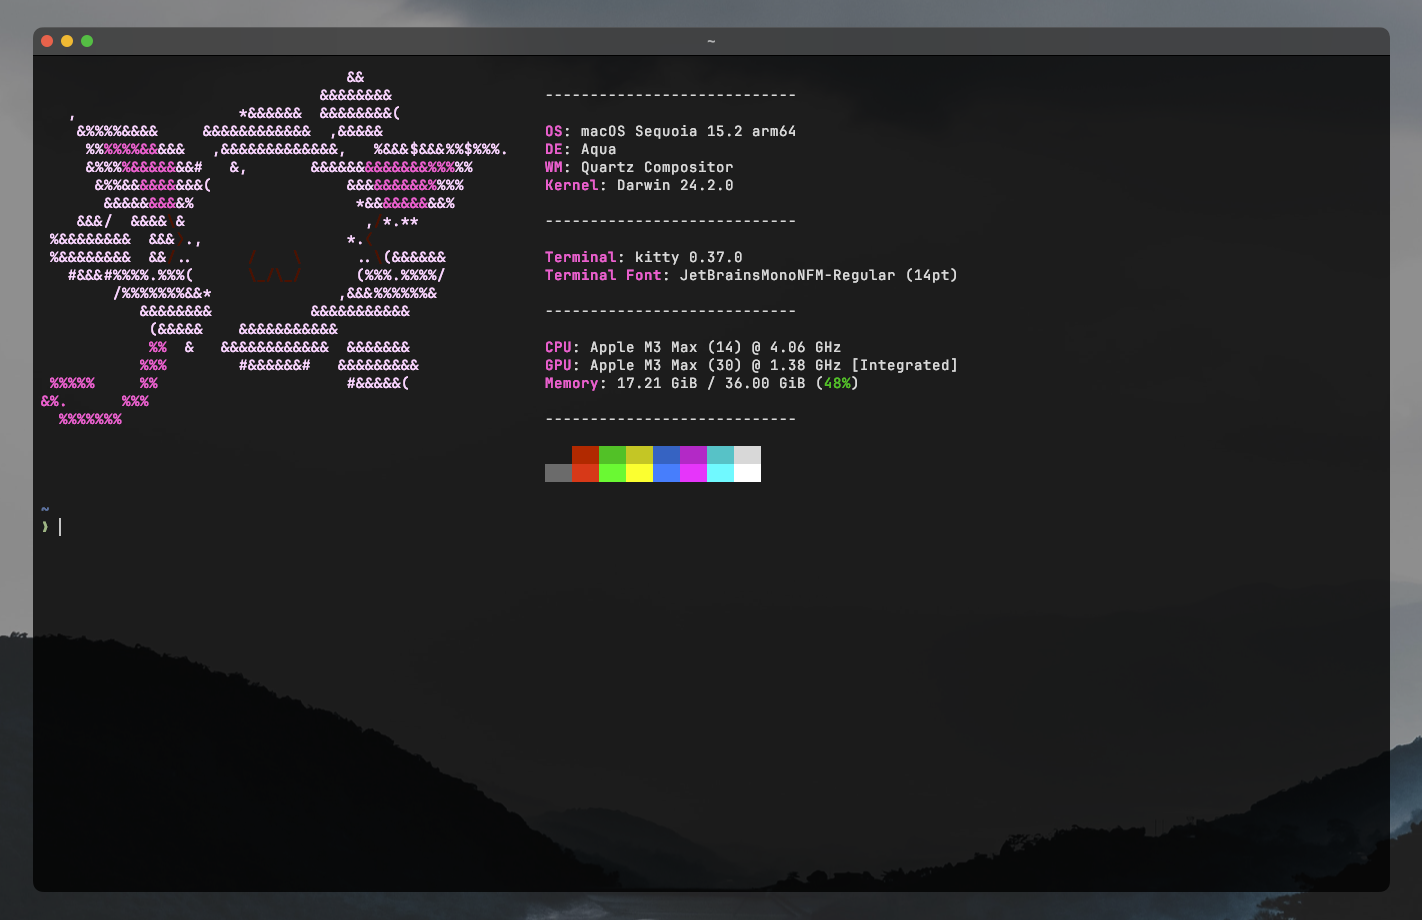 ~
---------------------------
OS: macOS Sequoia 15.2 arm64
DE: Aqua
WM: Quartz Compositor
Kernel: Darwin 24.2.0
---------------------------
Terminal: kitty 0.37.0
Terminal Font: JetBrainsMonoNFM-Regular (14pt)
---------------------------
CPU: Apple M3 Max (14) @ 4.06 GHz
GPU: Apple M3 Max (30) @ 1.38 GHz [Integrated]
Memory: 17.21 GiB / 36.00 GiB (48%)
---------------------------
~
❯